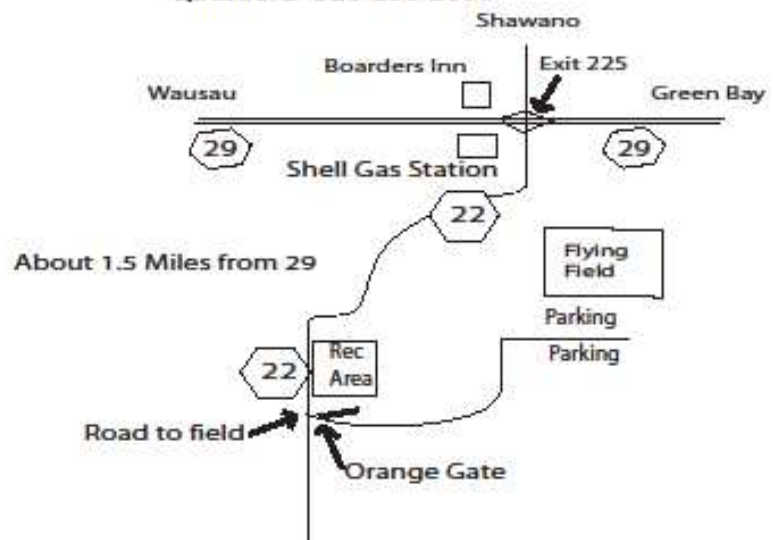 Shawano
Boarders Inn
Exit 225
Wausau
Green Bay
29
29
Shell Gas Station
22
Flying
Field
About 1.5 Miles from 29
Parking
Rec
Area
Parking
22
Road to field
Orange Gate